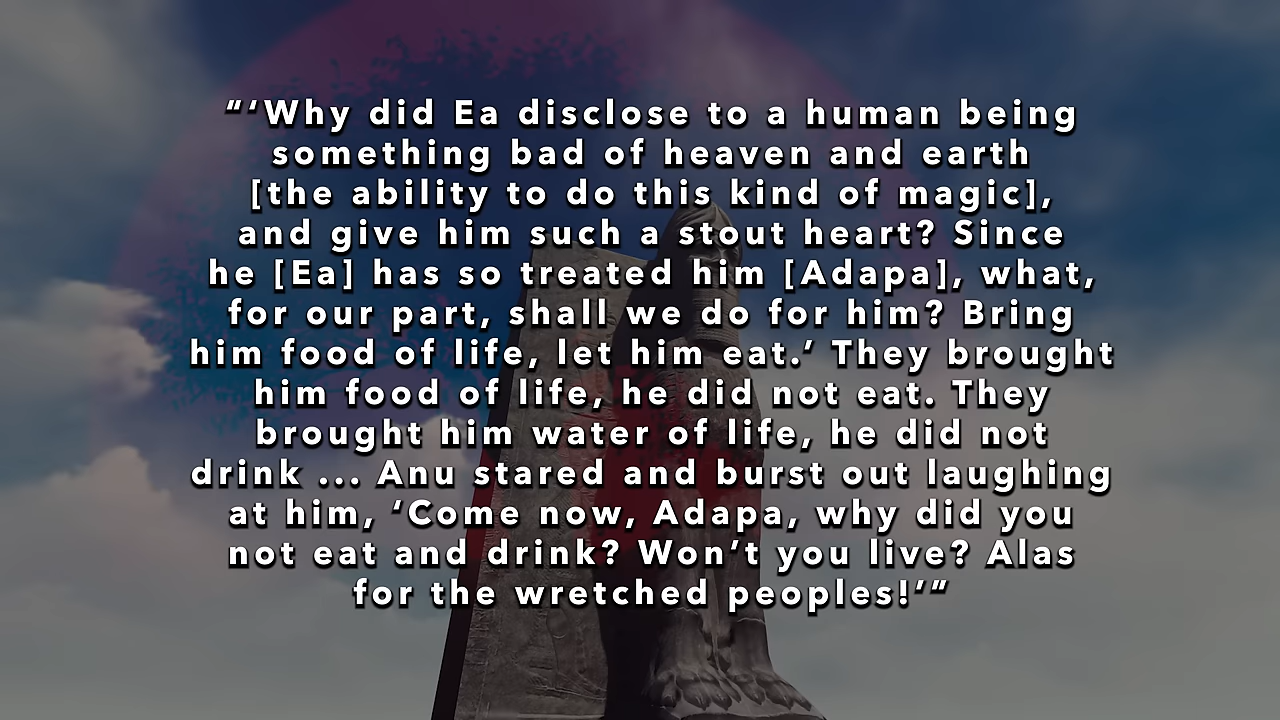 “‘Why did Ea disclose to a human being
something bad of heaven and earth
[the ability to do this kind of magic],
and give him such a stout heart? Since
he [Ea] has so treated him [Adapa], what,
for our part, shall we do for him? Bring
him food of life, let him eat.’ They brought
him food of life, he did not eat. They
brought him water of life, he did not
drink ... Anu stared and burst out laughing
at him, ‘Come now, Adapa, why did you
not eat and drink? Won’t you live? Alas
for the wretched peoples!’“